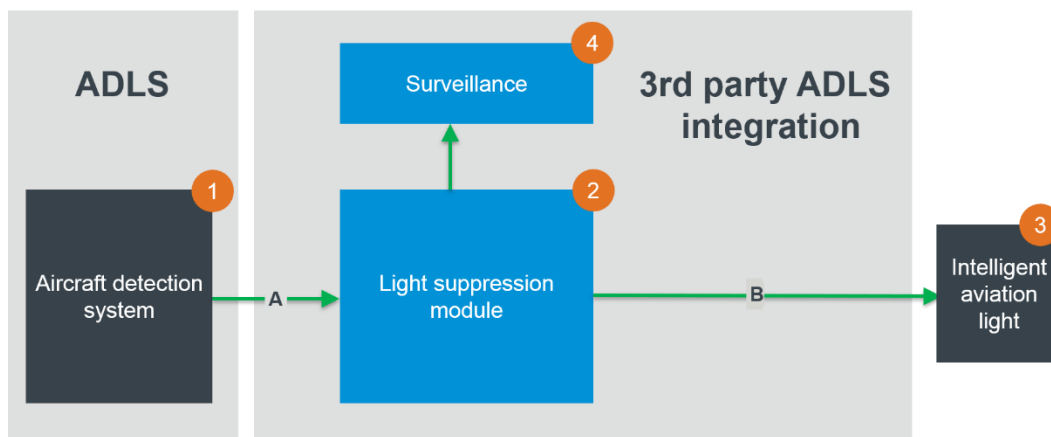 ADLS
1
Aircraft detection
system
A
4
Surveillance
3rd party ADLS
integration
2
Light suppression
module
B
3
Intelligent
aviation
light